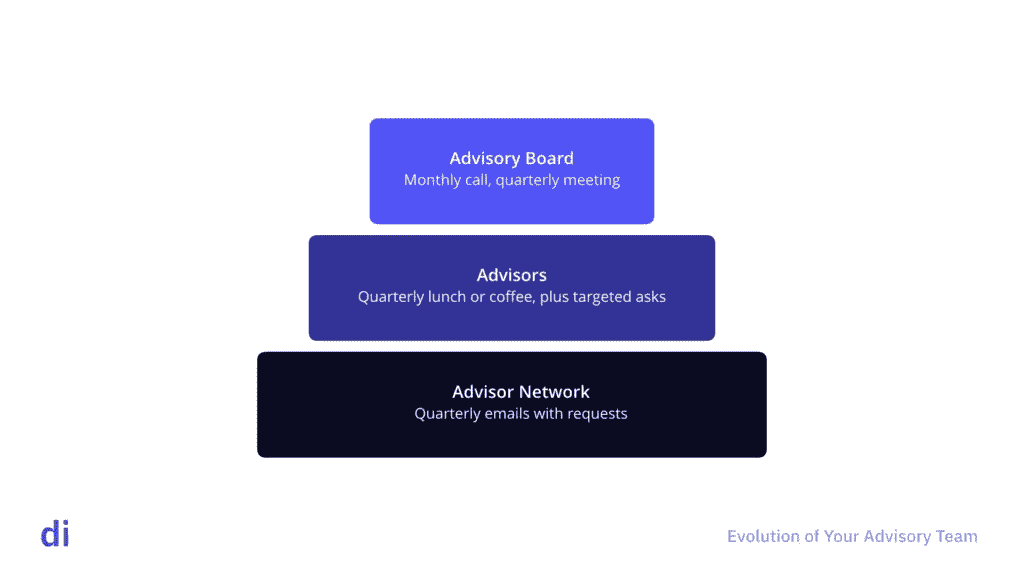 Advisory Board
Monthly call, quarterly meeting
Advisors
Quarterly lunch or coffee, plus targeted asks
Advisor Network
Quarterly emails with requests
di
Evolution of Your Advisory Team